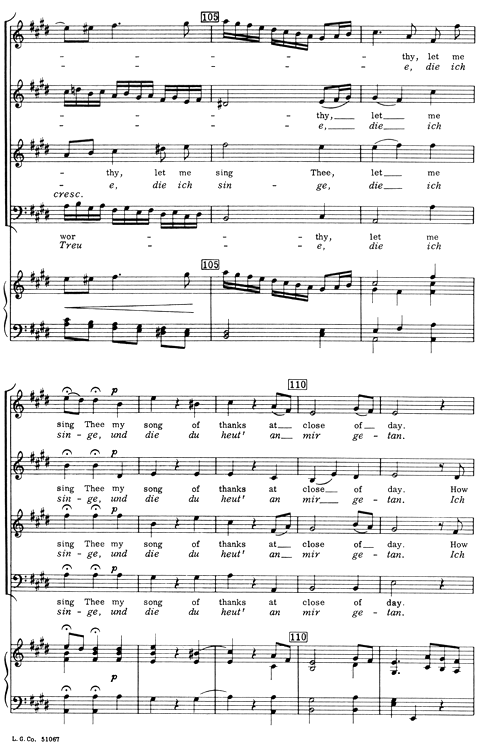 105
- - - - thy, let me
- - - - e, die ich
- - - - thy, let me
- - - - e, die ich
- thy, let me sing Thee, let me
- e, die ich sin - - ge, die ich
cresc.
wor - - - - thy, let me
Treu - - - - e, die ich
105
110
p
sing Thee my song of thanks at close of day.
sin - ge, und die du heut' an mir ge - tan.
p
sing Thee my song of thanks at close of day. How
sin - ge, und die du heut' an mir ge - tan. Ich
p
sing Thee my song of thanks at close of day. How
sin - ge, und die du heut' an mir ge - tan. Ich
p
sing Thee my song of thanks at close of day.
sin - ge, und die du heut' an mir ge - tan.
110
p
L. G. Co. 51067